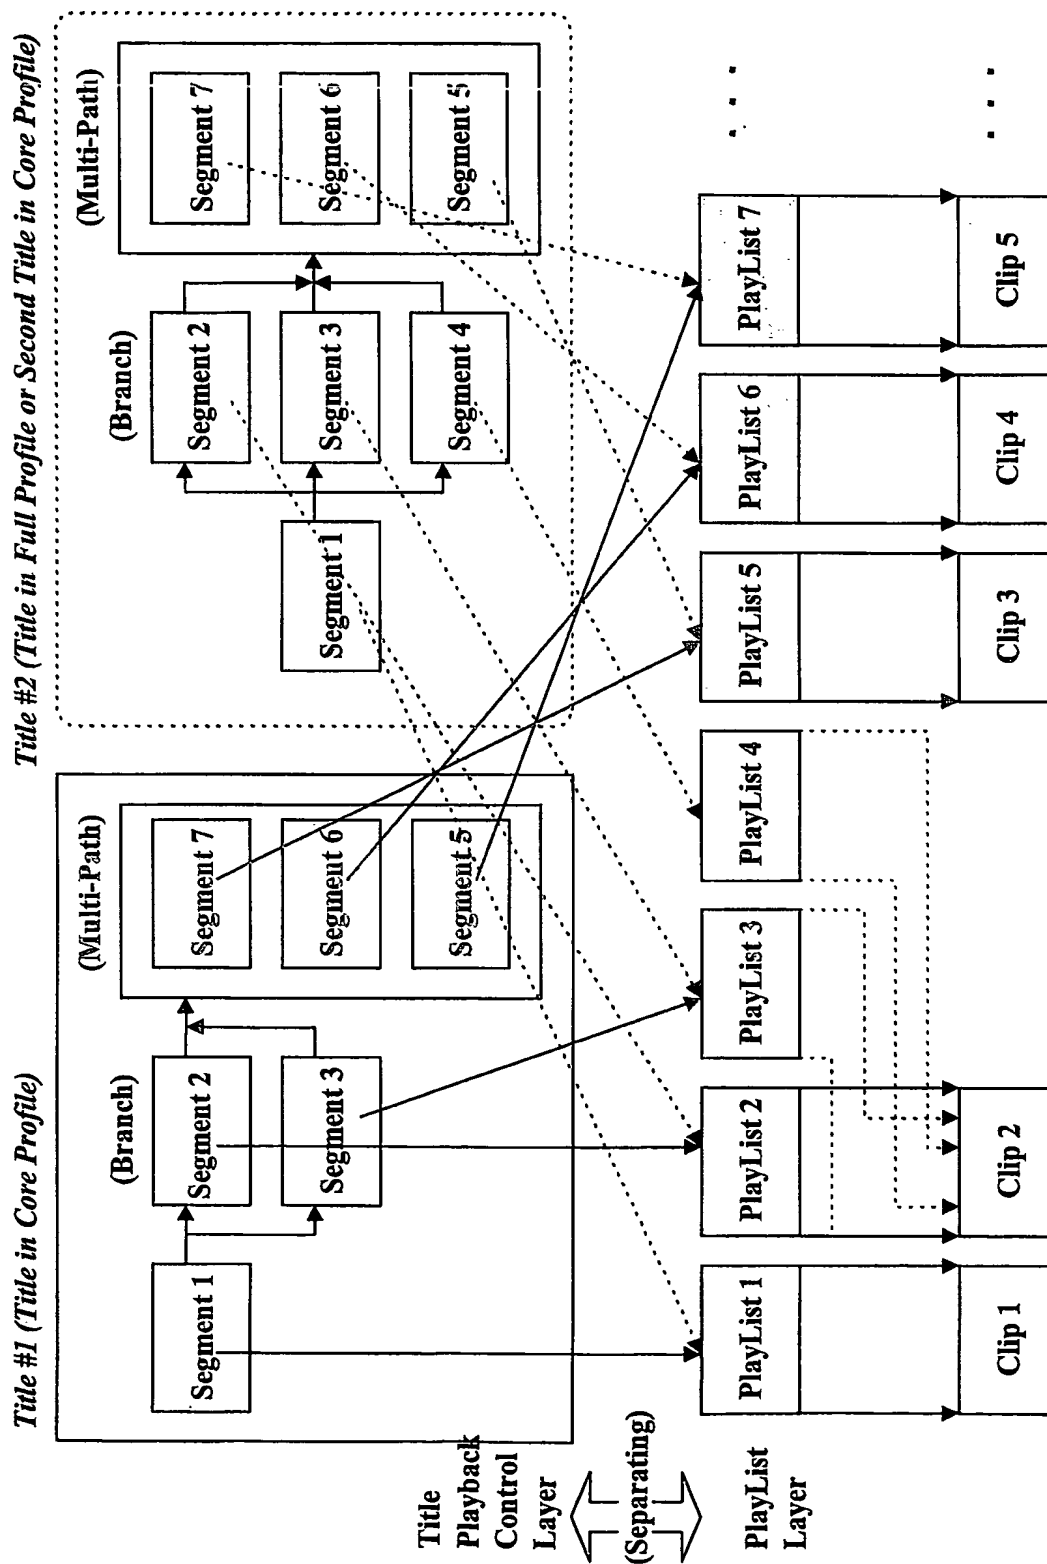 Title #1 (Title in Core Profile)
Title #2 (Title in Full Profile or Second Title in Core Profile)
(Branch)
(Multi-Path)
Segment 1
Segment 2
Segment 3
Segment 7
Segment 6
Segment 5
(Branch)
(Multi-Path)
Segment 1
Segment 2
Segment 3
Segment 4
Segment 7
Segment 6
Segment 5
Title
Playback
Control
Layer
(Separating)
PlayList
Layer
PlayList 1
PlayList 2
PlayList 3
PlayList 4
PlayList 5
PlayList 6
PlayList 7
. . .
Clip 1
Clip 2
Clip 3
Clip 4
Clip 5
. . .